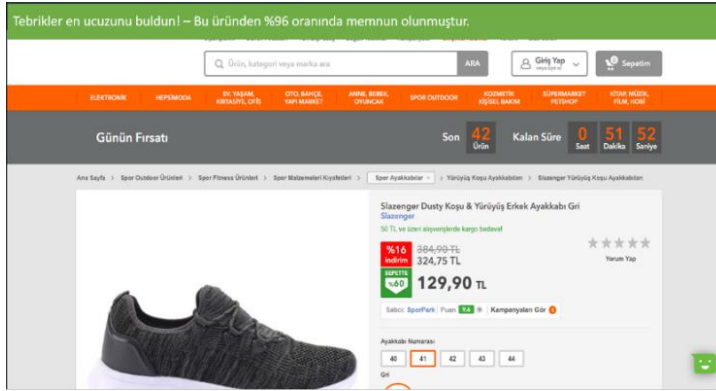 Tebrikler en ucuzunu buldun! – Bu üründen %96 oranında memnun olunmuştur.
Ürün, kategori veya marka ara
ARA
Giriş Yap
veya üye ol
Sepetim
ELEKTRONİK
HEPSİMODA
EV, YAŞAM,
KIRTASİYE, OFİS
OTO, BAHÇE,
YAPI MARKET
ANNE, BEBEK,
OYUNCAK
SPOR OUTDOOR
KOZMETİK
KİŞİSEL BAKIM
SÜPERMARKET
PETSHOP
KİTAP, MÜZİK,
FİLM, HOBİ
Günün Fırsatı
Son 42 Ürün
Kalan Süre 0 Saat 51 Dakika 52 Saniye
Ana Sayfa > Spor Outdoor Ürünleri > Spor Fitness Ürünleri > Spor Malzemeleri Kıyafetleri > Spor Ayakkabılar > Yürüyüş Koşu Ayakkabıları > Slazenger Yürüyüş Koşu Ayakkabıları
Slazenger Dusty Koşu & Yürüyüş Erkek Ayakkabı Gri
Slazenger
50 TL ve üzeri alışverişlerde kargo bedava!
%16
indirim
384,90 TL
324,75 TL
Yorum Yap
SEPETTE
%60
129,90 TL
Satıcı: SporPark | Puan 9.6 | Kampanyaları Gör
Ayakkabı Numarası
40 41 42 43 44
Gri